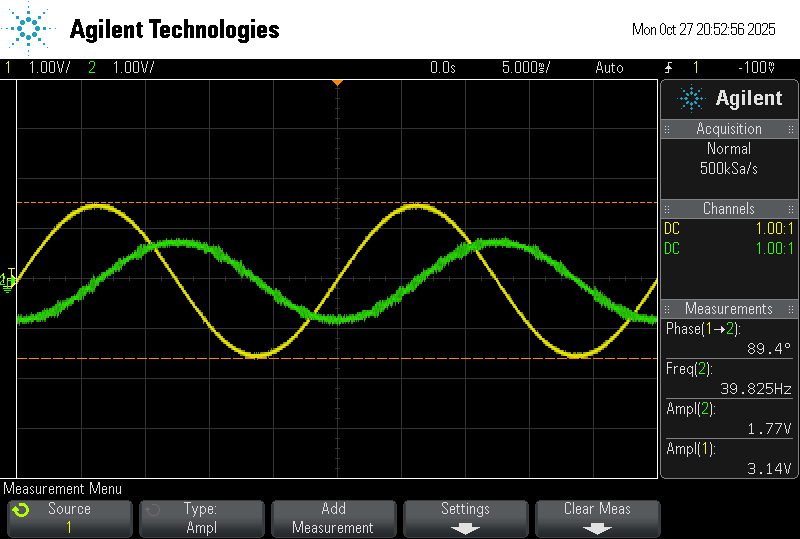 Agilent Technologies
Mon Oct 27 20:52:56 2025
1 1.00V/ 2 1.00V/ 0.0s 5.000ms/ Auto 1 -100mV
Agilent
Acquisition
Normal
500kSa/s
Channels
DC 1.00:1
DC 1.00:1
Measurements
Phase(1→2):
89.4°
Freq(2):
39.825Hz
Ampl(2):
1.77V
Ampl(1):
3.14V
Measurement Menu
Source
1
Type:
Ampl
Add
Measurement
Settings
Clear Meas